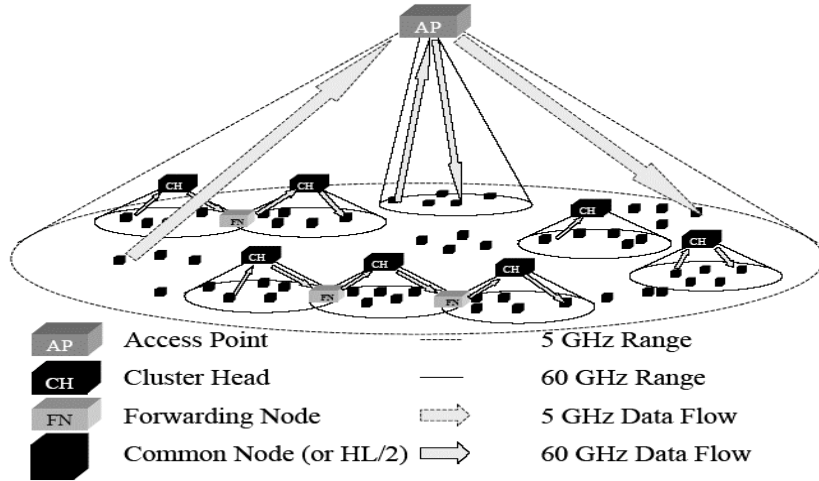 AP
CH
CH
CH
FN
CH
CH
CH
CH
FN
FN
AP Access Point 5 GHz Range
CH Cluster Head 60 GHz Range
FN Forwarding Node 5 GHz Data Flow
Common Node (or HL/2) 60 GHz Data Flow